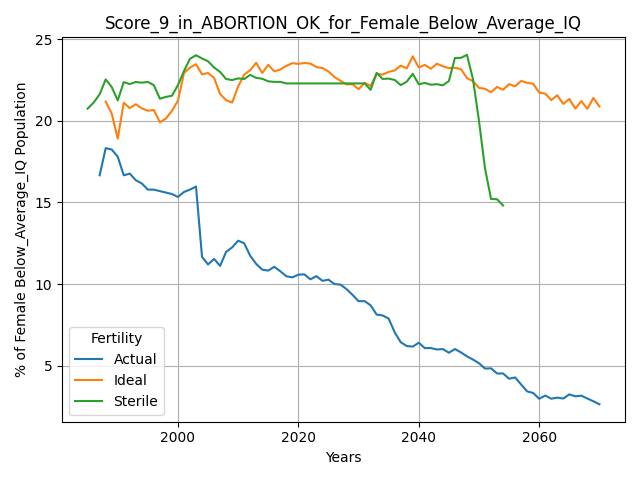 Score_9_in_ABORTION_OK_for_Female_Below_Average_IQ
% of Female Below_Average_IQ Population
25
20
15
10
5
Fertility
Actual
Ideal
Sterile
2000
2020
2040
2060
Years